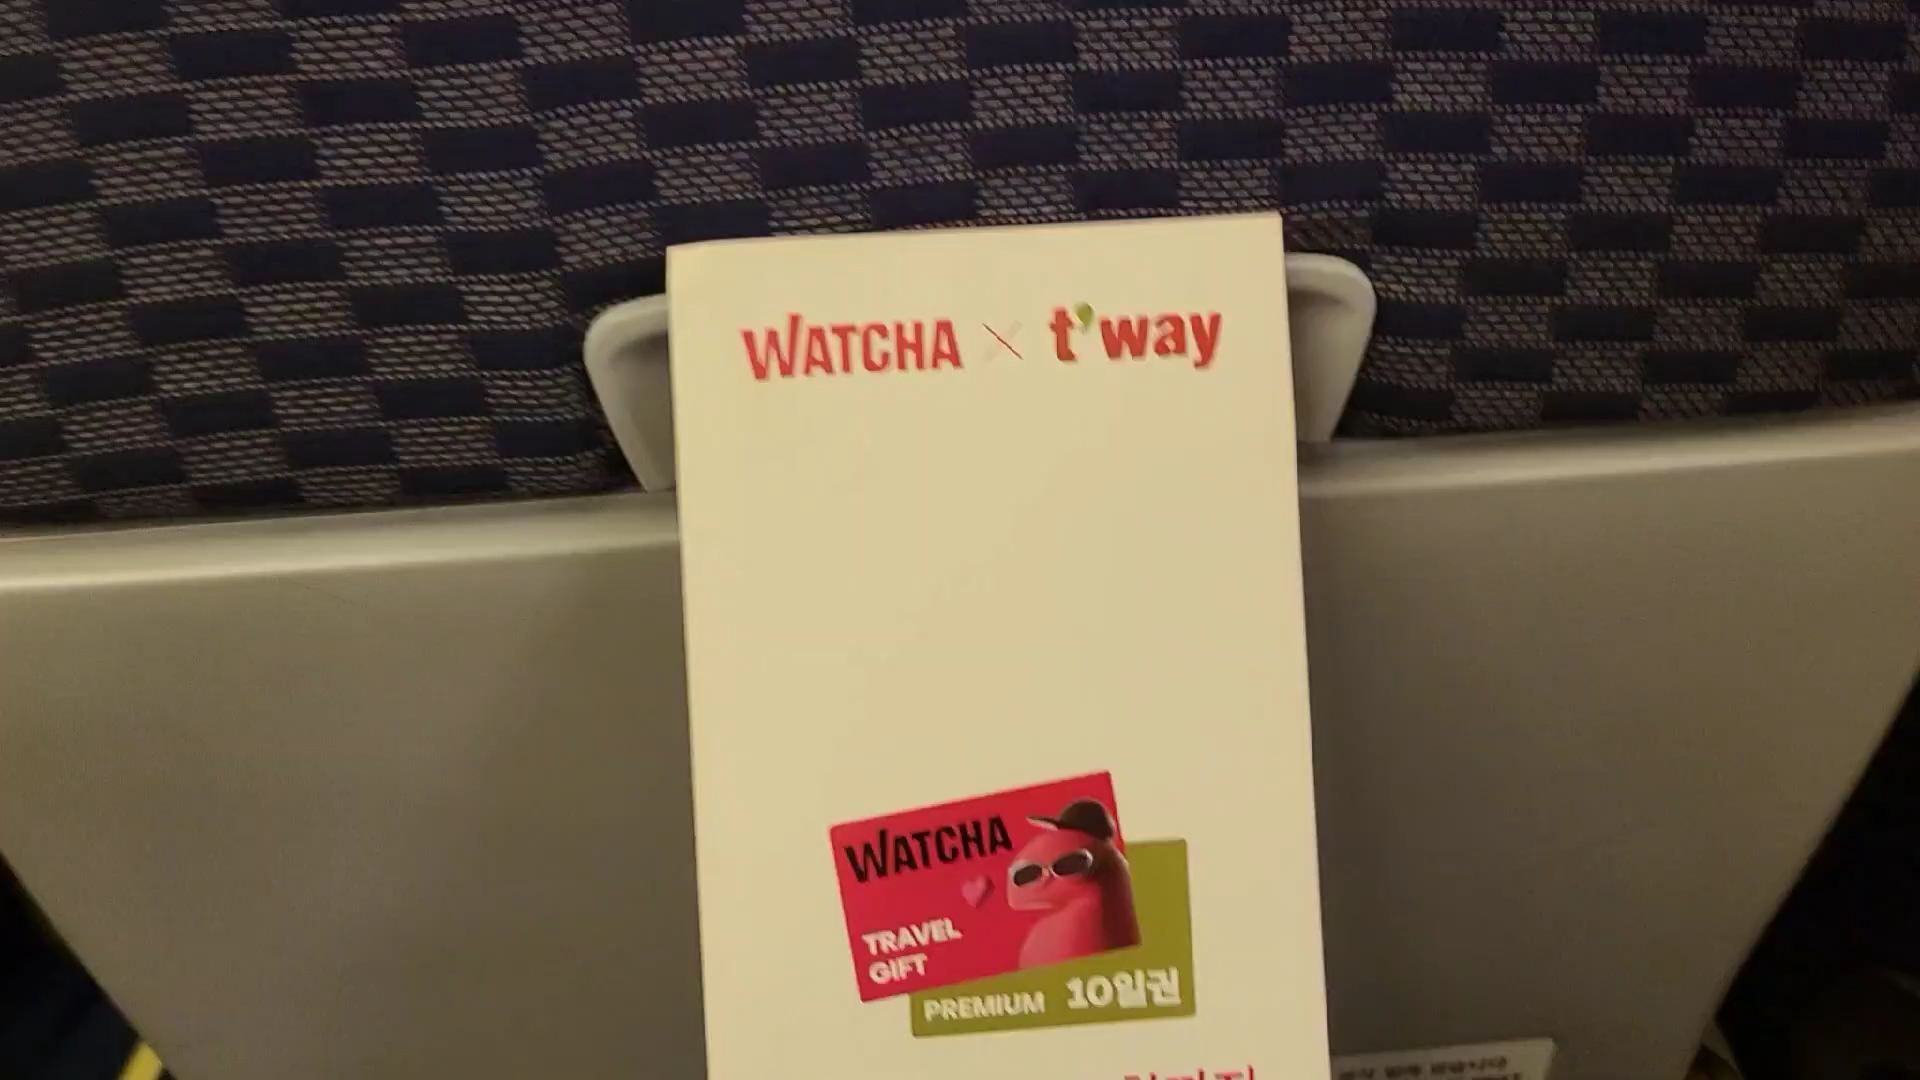 WATCHA × t'way
WATCHA
TRAVEL
GIFT
PREMIUM 10일권